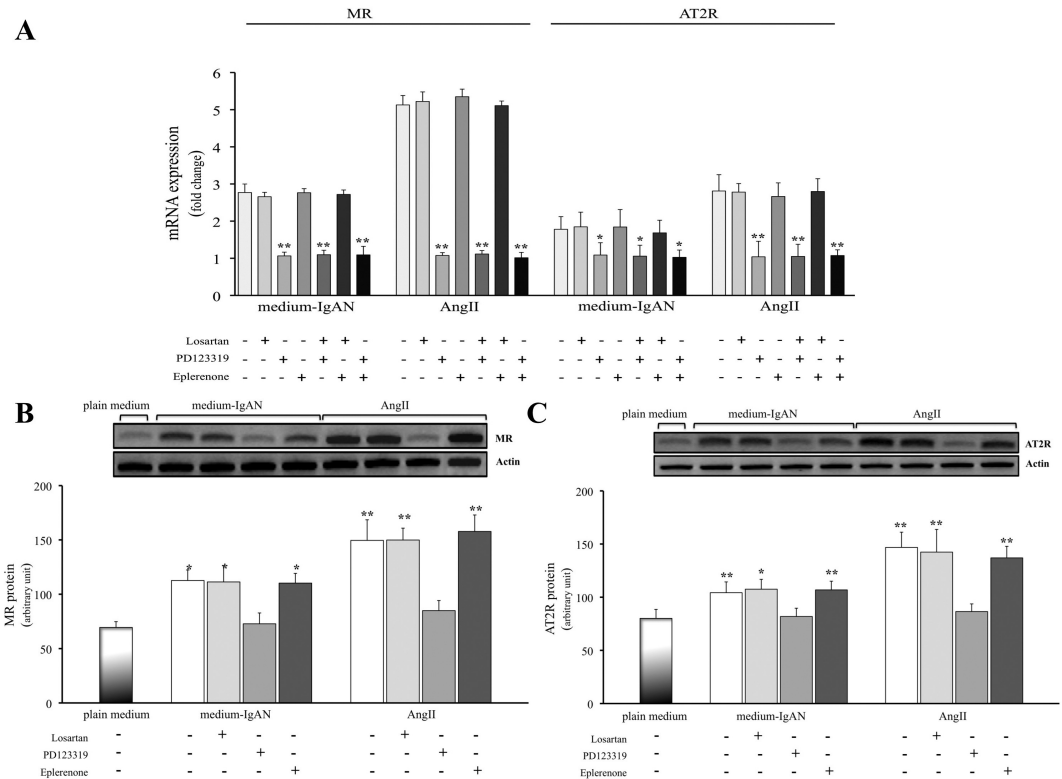 MR AT2R
A
6
5
4
3
2
1
0
mRNA expression
(fold change)
** ** ** ** ** ** * * * ** ** **
medium-IgAN AngII medium-IgAN AngII
Losartan - + - - + + - - + - - + + - - + - - + + - - + - - + + -
PD123319 - - + - + - + - - + - + - + - - + - + - + - - + - + - +
Eplerenone - - - + - + + - - - + - + + - - - + - + + - - - + - + +
B
plain medium medium-IgAN AngII
MR
Actin
200
150
100
50
0
MR protein
(arbitrary unit)
* * * ** ** **
plain medium medium-IgAN AngII
Losartan - - + - - - + - -
PD123319 - - - + - - - + -
Eplerenone - - - - + - - - +
C
plain medium medium-IgAN AngII
AT2R
Actin
200
150
100
50
0
AT2R protein
(arbitrary unit)
** * ** ** ** **
plain medium medium-IgAN AngII
Losartan - - + - - - + - -
PD123319 - - - + - - - + -
Eplerenone - - - - + - - - +